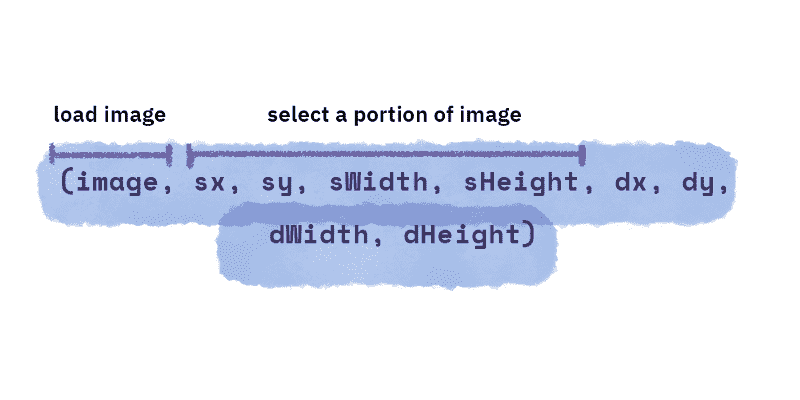 load image
select a portion of image
(image, sx, sy, sWidth, sHeight, dx, dy,
dWidth, dHeight)